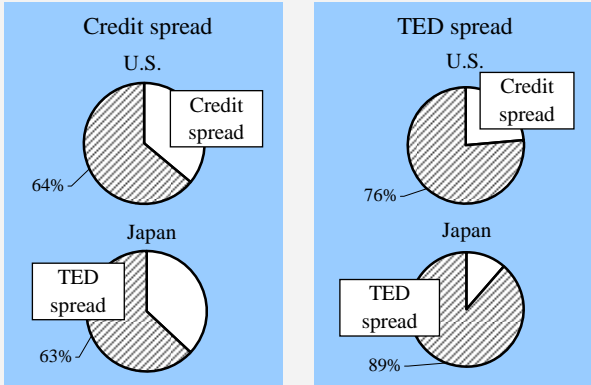 Credit spread
U.S.
Credit
spread
64%
Japan
TED
spread
63%
TED spread
U.S.
Credit
spread
76%
Japan
TED
spread
89%